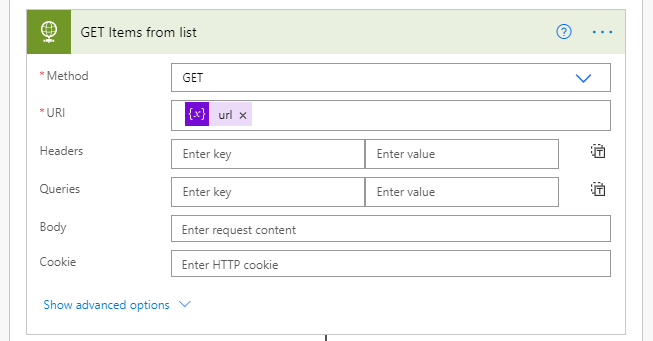 GET Items from list
* Method
GET
* URI
{x} url ×
Headers
Enter key
Enter value
Queries
Enter key
Enter value
Body
Enter request content
Cookie
Enter HTTP cookie
Show advanced options